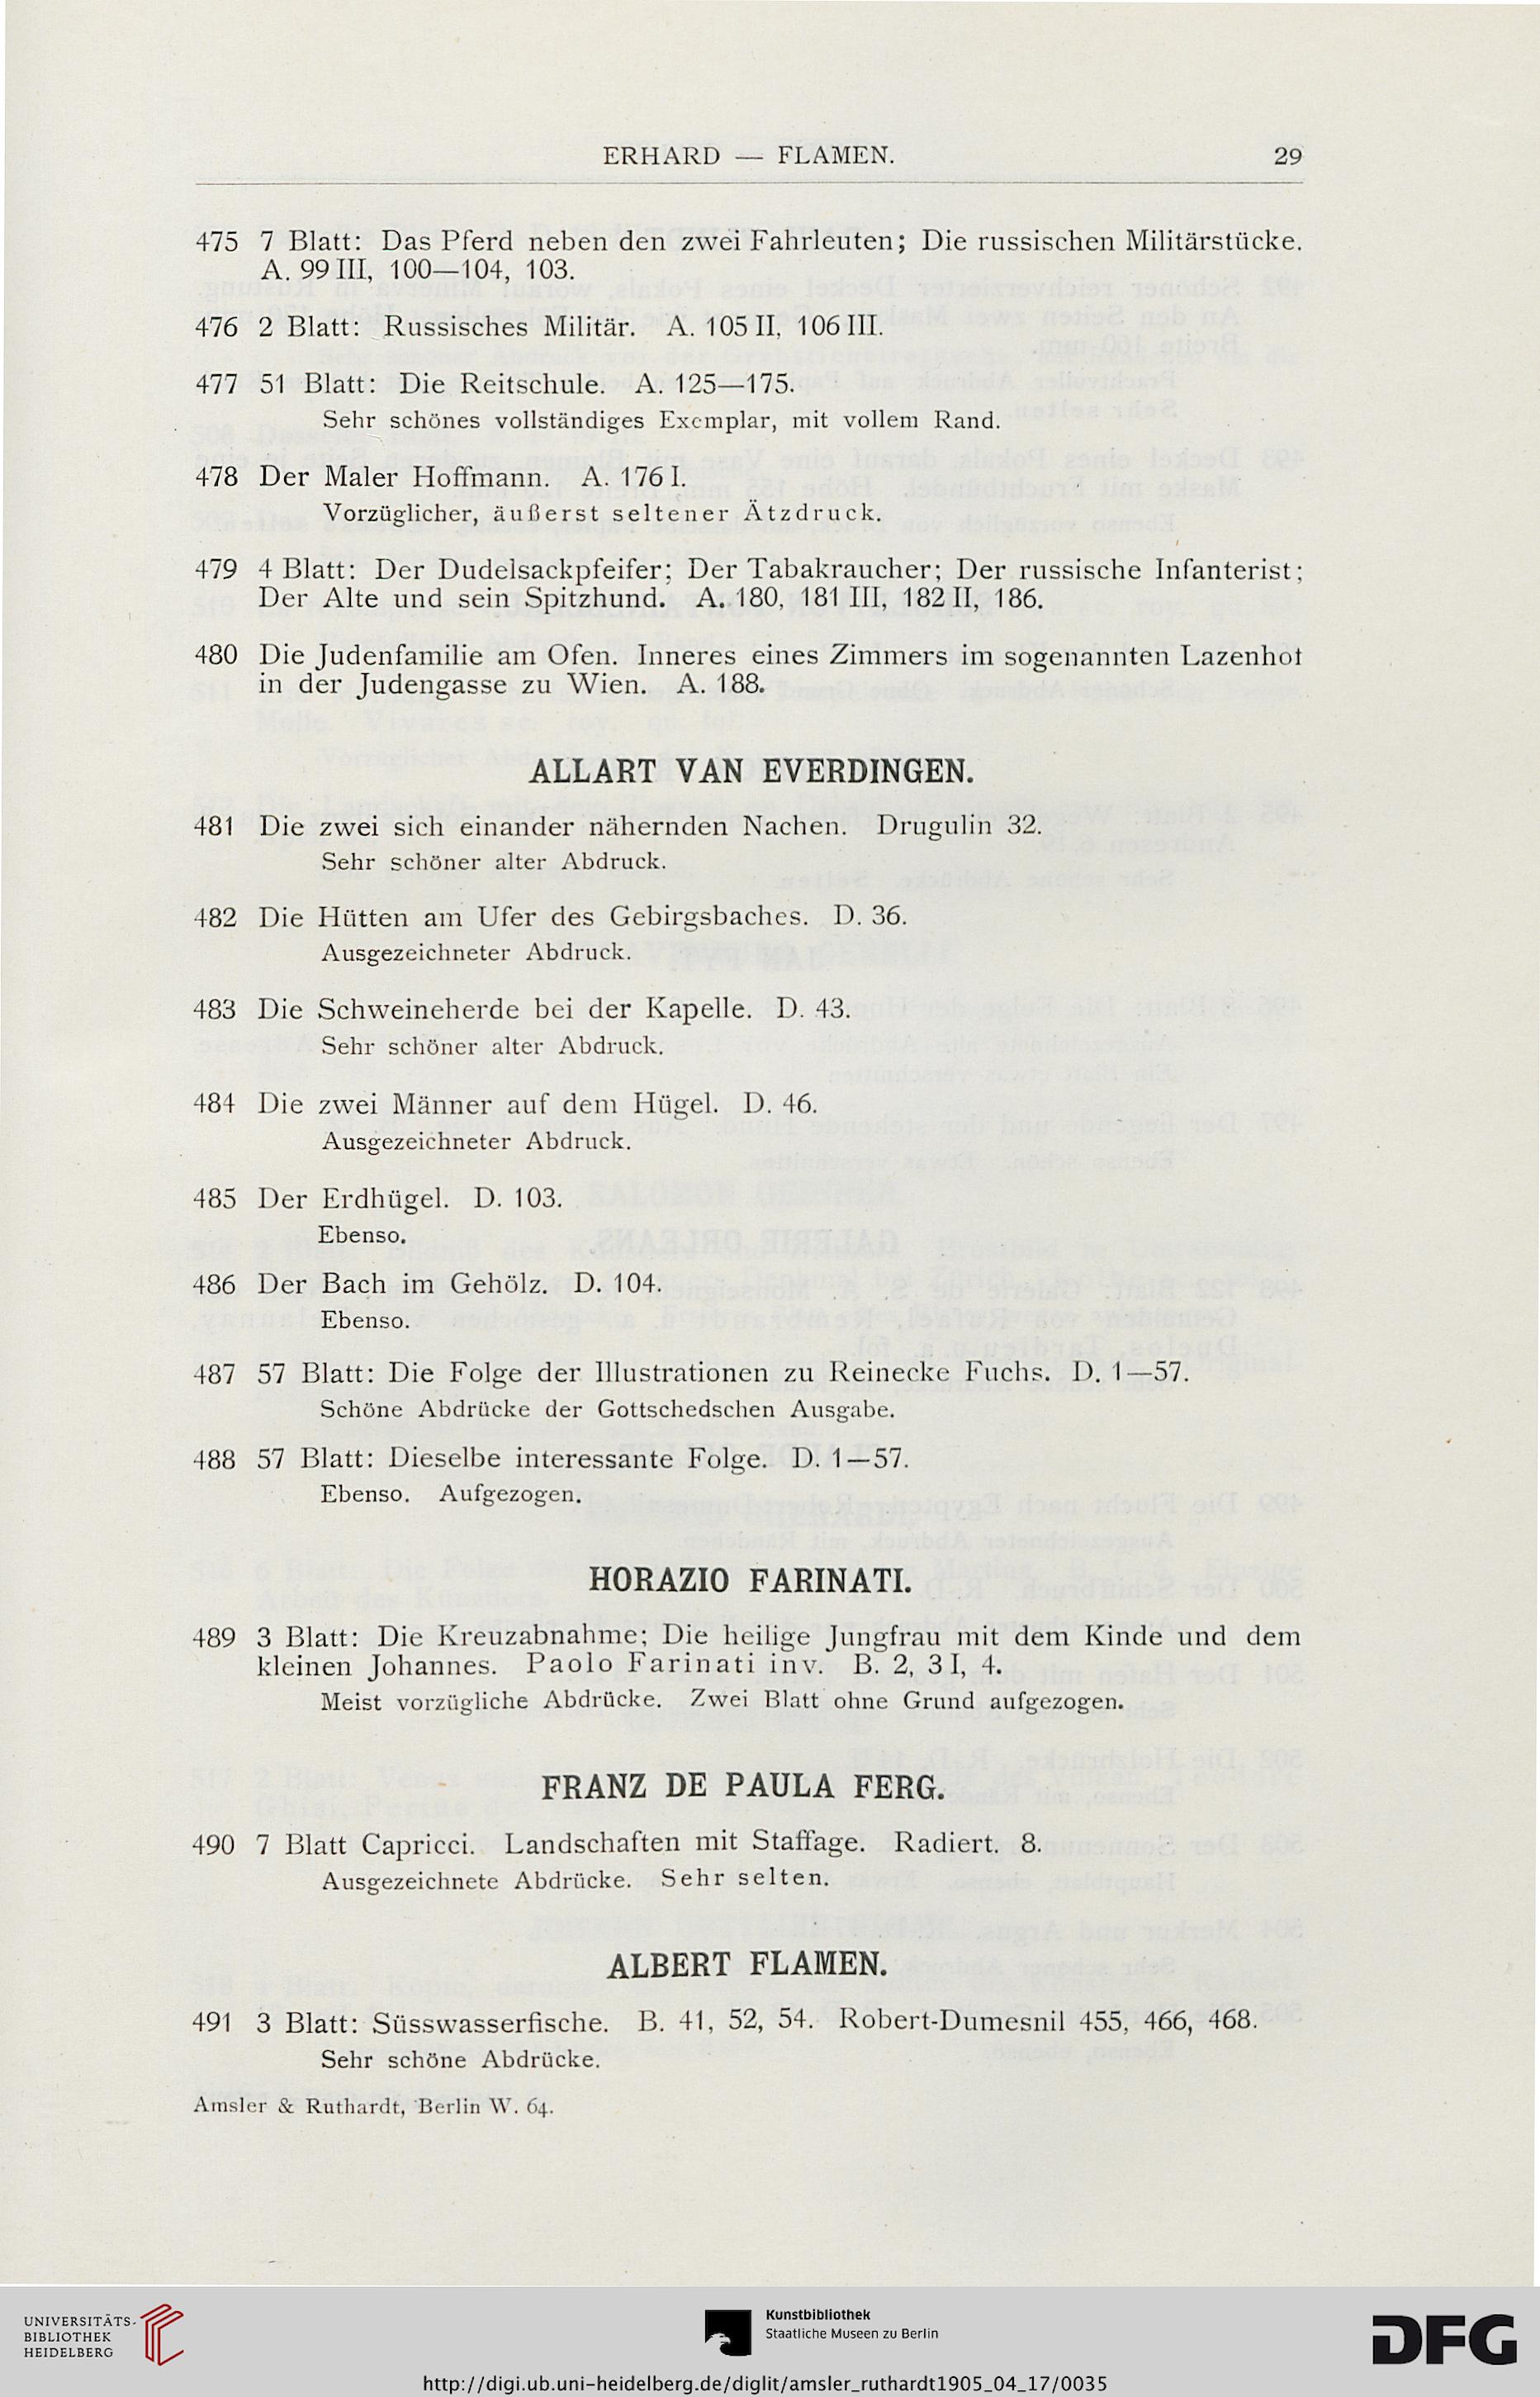 ERHARD — FLAMEN. 29
475 7 Blatt: Das Pferd neben den zwei Fahrleuten; Die russischen Militärstücke.
A. 99 III, 100—104, 103.
476 2 Blatt: Russisches Militär. A. 105 II, 106 III.
477 51 Blatt: Die Reitschule. A. 125—175.
Sehr schönes vollständiges Exemplar, mit vollem Rand.
478 Der Maler Hoffmann. A. 176 I.
Vorzüglicher, äußerst seltener Ätzdruck.
479 4 Blatt: Der Dudelsackpfeifer; Der Tabakraucher; Der russische Infanterist;
Der Alte und sein Spitzhund. A. 180, 181 III, 182 II, 186.
480 Die Judenfamilie am Ofen. Inneres eines Zimmers im sogenannten Lazenhof
in der Judengasse zu Wien. A. 188.
ALLART VAN EVERDINGEN.
481 Die zwei sich einander nähernden Nachen. Drugulin 32.
Sehr schöner alter Abdruck.
482 Die Hütten am Ufer des Gebirgsbaches. D. 36.
Ausgezeichneter Abdruck.
483 Die Schweineherde bei der Kapelle. D. 43.
Sehr schöner alter Abdruck.
484 Die zwei Männer auf dem Hügel. D. 46.
Ausgezeichneter Abdruck.
485 Der Erdhügel. D. 103.
Ebenso.
486 Der Bach im Gehölz. D. 104.
Ebenso.
487 57 Blatt: Die Folge der Illustrationen zu Reinecke Fuchs. D. 1—57.
Schöne Abdrücke der Gottschedschen Ausgabe.
488 57 Blatt: Dieselbe interessante Folge. D. 1—57.
Ebenso. Aufgezogen.
HORAZIO FARINATI.
489 3 Blatt: Die Kreuzabnahme; Die heilige Jungfrau mit dem Kinde und dem
kleinen Johannes. Paolo Farinati inv. B. 2, 3 I, 4.
Meist vorzügliche Abdrücke. Zwei Blatt ohne Grund aufgezogen.
FRANZ DE PAULA FERG.
490 7 Blatt Capricci. Landschaften mit Staffage. Radiert. 8.
Ausgezeichnete Abdrücke. Sehr selten.
ALBERT FLAMEN.
491 3 Blatt: Süsswasserfische. B. 41, 52, 54. Robert-Dumesnil 455, 466, 468.
Sehr schöne Abdrücke.
Amsler & Ruthardt, Berlin W. 64.
UNIVERSITÄTS-
BIBLIOTHEK
HEIDELBERG
Kunstbibliothek
Staatliche Museen zu Berlin
DFG
http://digi.ub.uni-heidelberg.de/diglit/amsler_ruthardt1905_04_17/0035